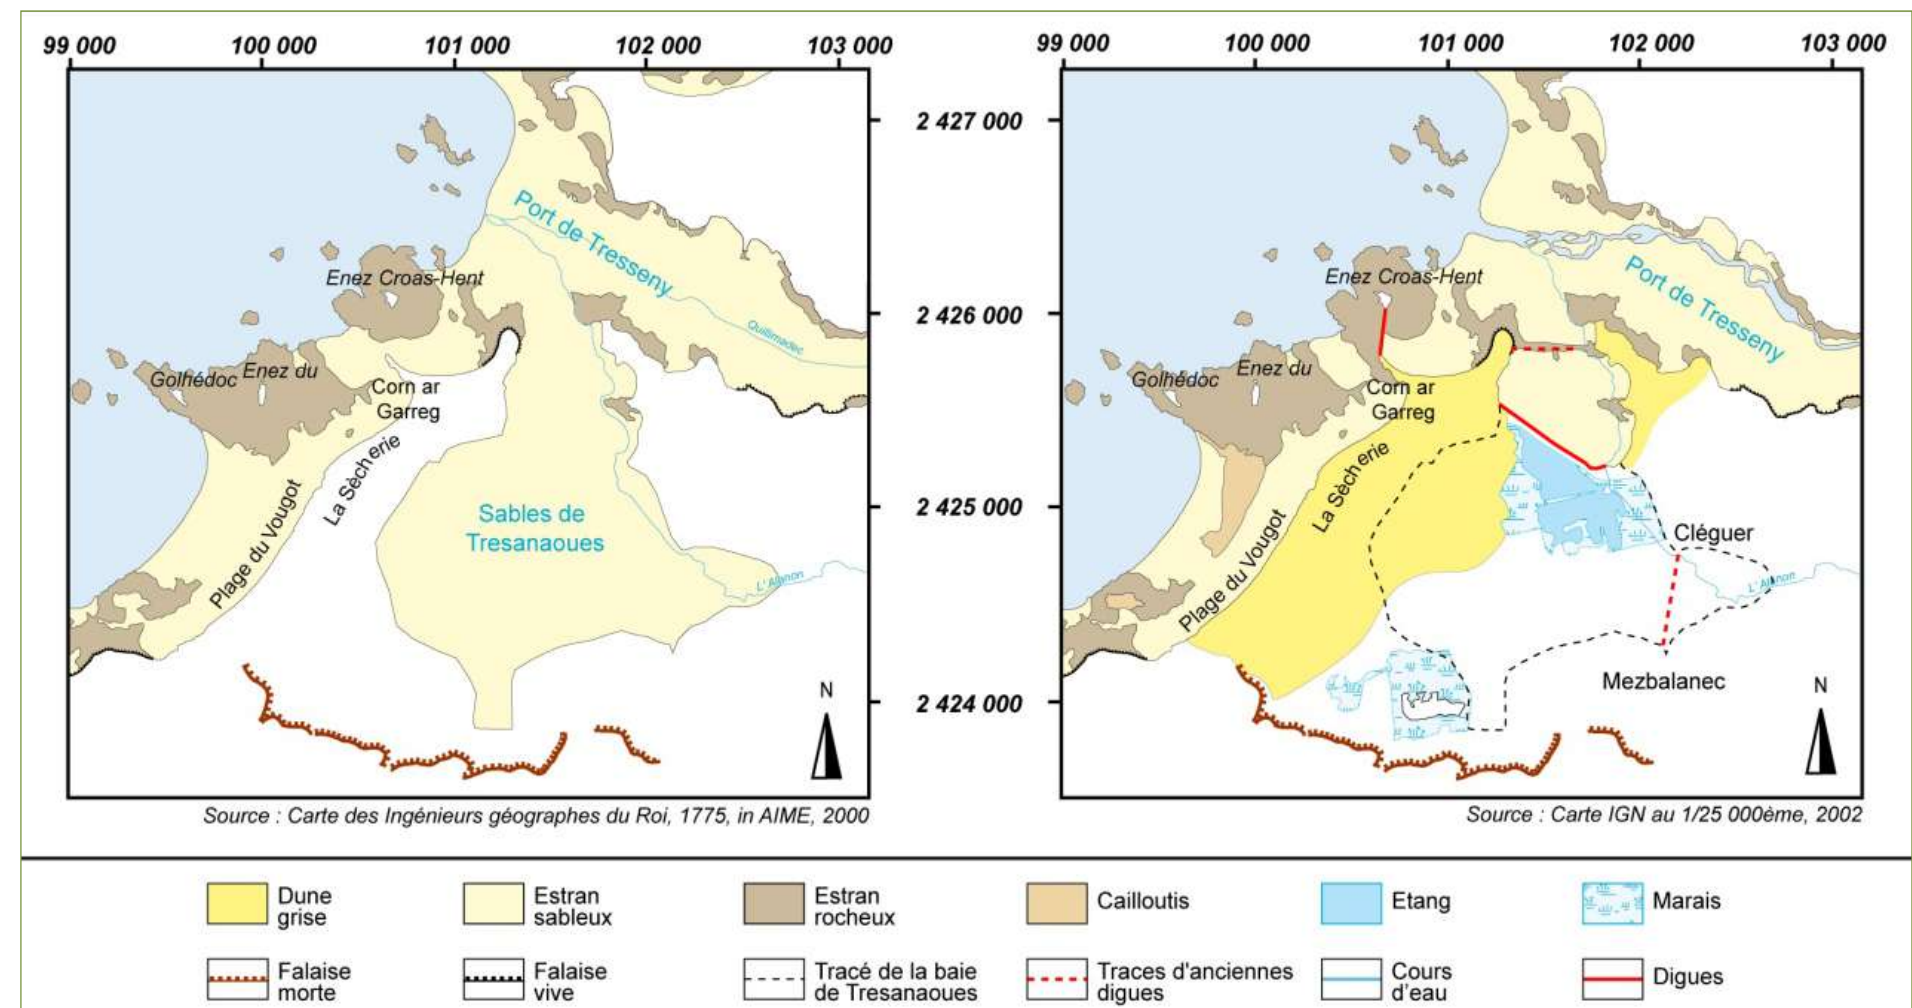 99 000 100 000 101 000 102 000 103 000
2 427 000
2 426 000
2 425 000
2 424 000
Port de Tresseny
Quillimadec
Enez Croas-Hent
Golhédoc
Enez du
Corn ar
Garreg
La Sècherie
Plage du Vougot
Sables de
Tresanaoues
L'Alanon
N
Source : Carte des Ingénieurs géographes du Roi, 1775, in AIME, 2000
99 000 100 000 101 000 102 000 103 000
Port de Tresseny
Enez Croas-Hent
Golhédoc
Enez du
Corn ar
Garreg
La Sècherie
Plage du Vougot
Cléguer
L'Alanon
Mezbalanec
N
Source : Carte IGN au 1/25 000ème, 2002
Dune
grise
Estran
sableux
Estran
rocheux
Cailloutis
Etang
Marais
Falaise
morte
Falaise
vive
Tracé de la baie
de Tresanaoues
Traces d'anciennes
digues
Cours
d'eau
Digues